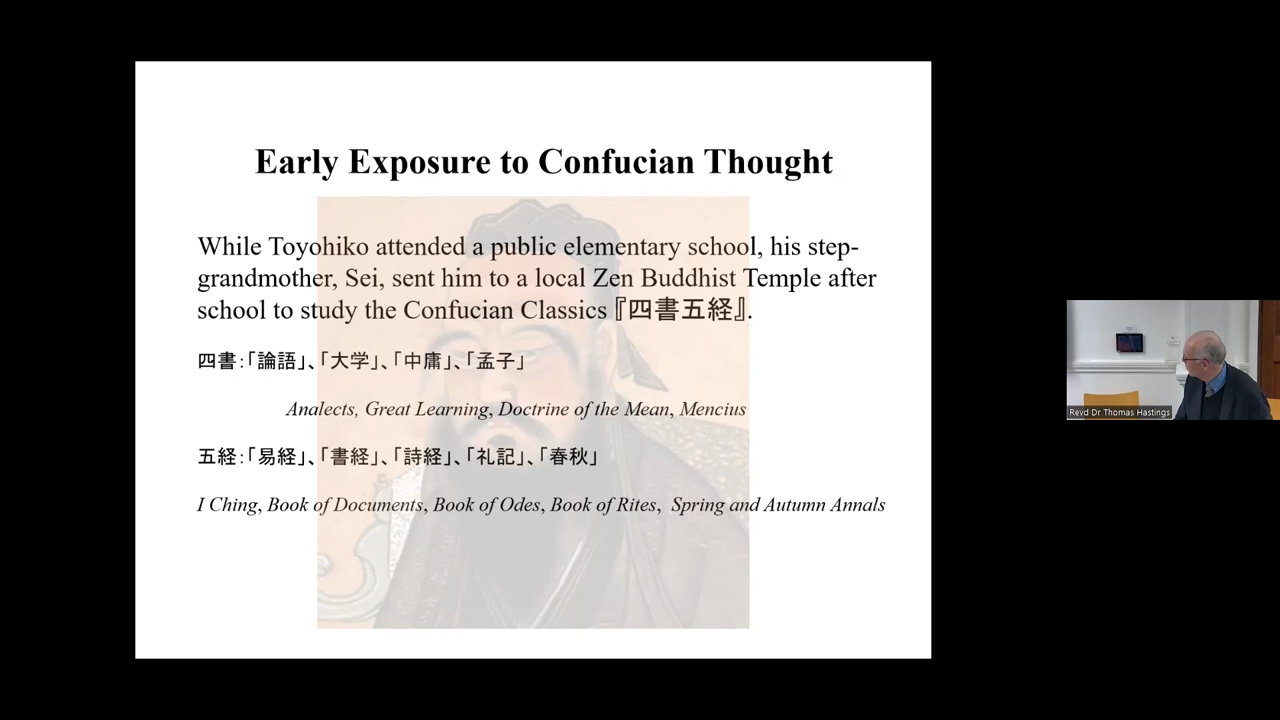 Early Exposure to Confucian Thought
While Toyohiko attended a public elementary school, his step-
grandmother, Sei, sent him to a local Zen Buddhist Temple after
school to study the Confucian Classics『四書五経』.
四書:「論語」、「大学」、「中庸」、「孟子」
Analects, Great Learning, Doctrine of the Mean, Mencius
五経:「易経」、「書経」、「詩経」、「礼記」、「春秋」
I Ching, Book of Documents, Book of Odes, Book of Rites, Spring and Autumn Annals
Revd Dr Thomas Hastings